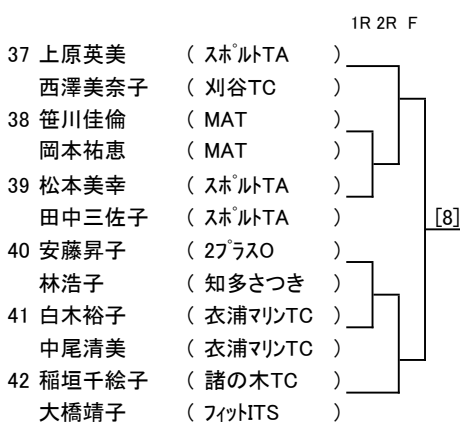 1R 2R F
37 上原英美 ( スポルトTA )
西澤美奈子 ( 刈谷TC )
38 笹川佳倫 ( MAT )
岡本祐恵 ( MAT )
39 松本美幸 ( スポルトTA )
田中三佐子 ( スポルトTA )
[8]
40 安藤昇子 ( 2プラスO )
林浩子 ( 知多さつき )
41 白木裕子 ( 衣浦マリンTC )
中尾清美 ( 衣浦マリンTC )
42 稲垣千絵子 ( 諸の木TC )
大橋靖子 ( フィットITS )